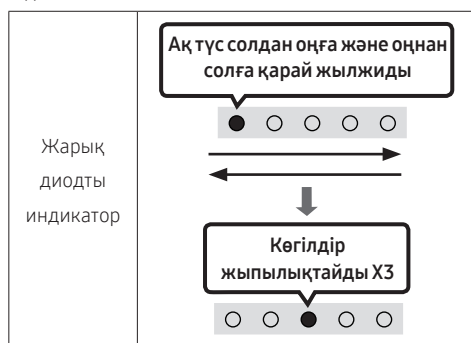 Ақ түс солдан оңға және оңнан
солға қарай жылжиды
Жарық
диодты
индикатор
Көгілдір
жыпылықтайды X3